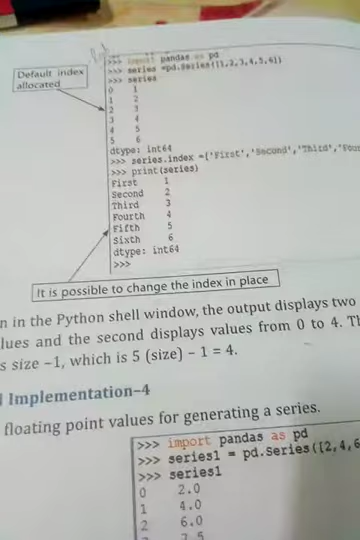 >>> import pandas as pd
>>> series =pd.Series([1,2,3,4,5,6])
>>> series
Default index
allocated
0 1
1 2
2 3
3 4
4 5
5 6
dtype: int64
>>> series.index =['First','Second','Third','Four
>>> print(series)
First 1
Second 2
Third 3
Fourth 4
Fifth 5
Sixth 6
dtype: int64
>>>
It is possible to change the index in place
n in the Python shell window, the output displays two
lues and the second displays values from 0 to 4. Th
s size –1, which is 5 (size) – 1 = 4.
l Implementation–4
floating point values for generating a series.
>>> import pandas as pd
>>> series1 = pd.Series([2,4,6
>>> series1
0 2.0
1 4.0
2 6.0
7.5